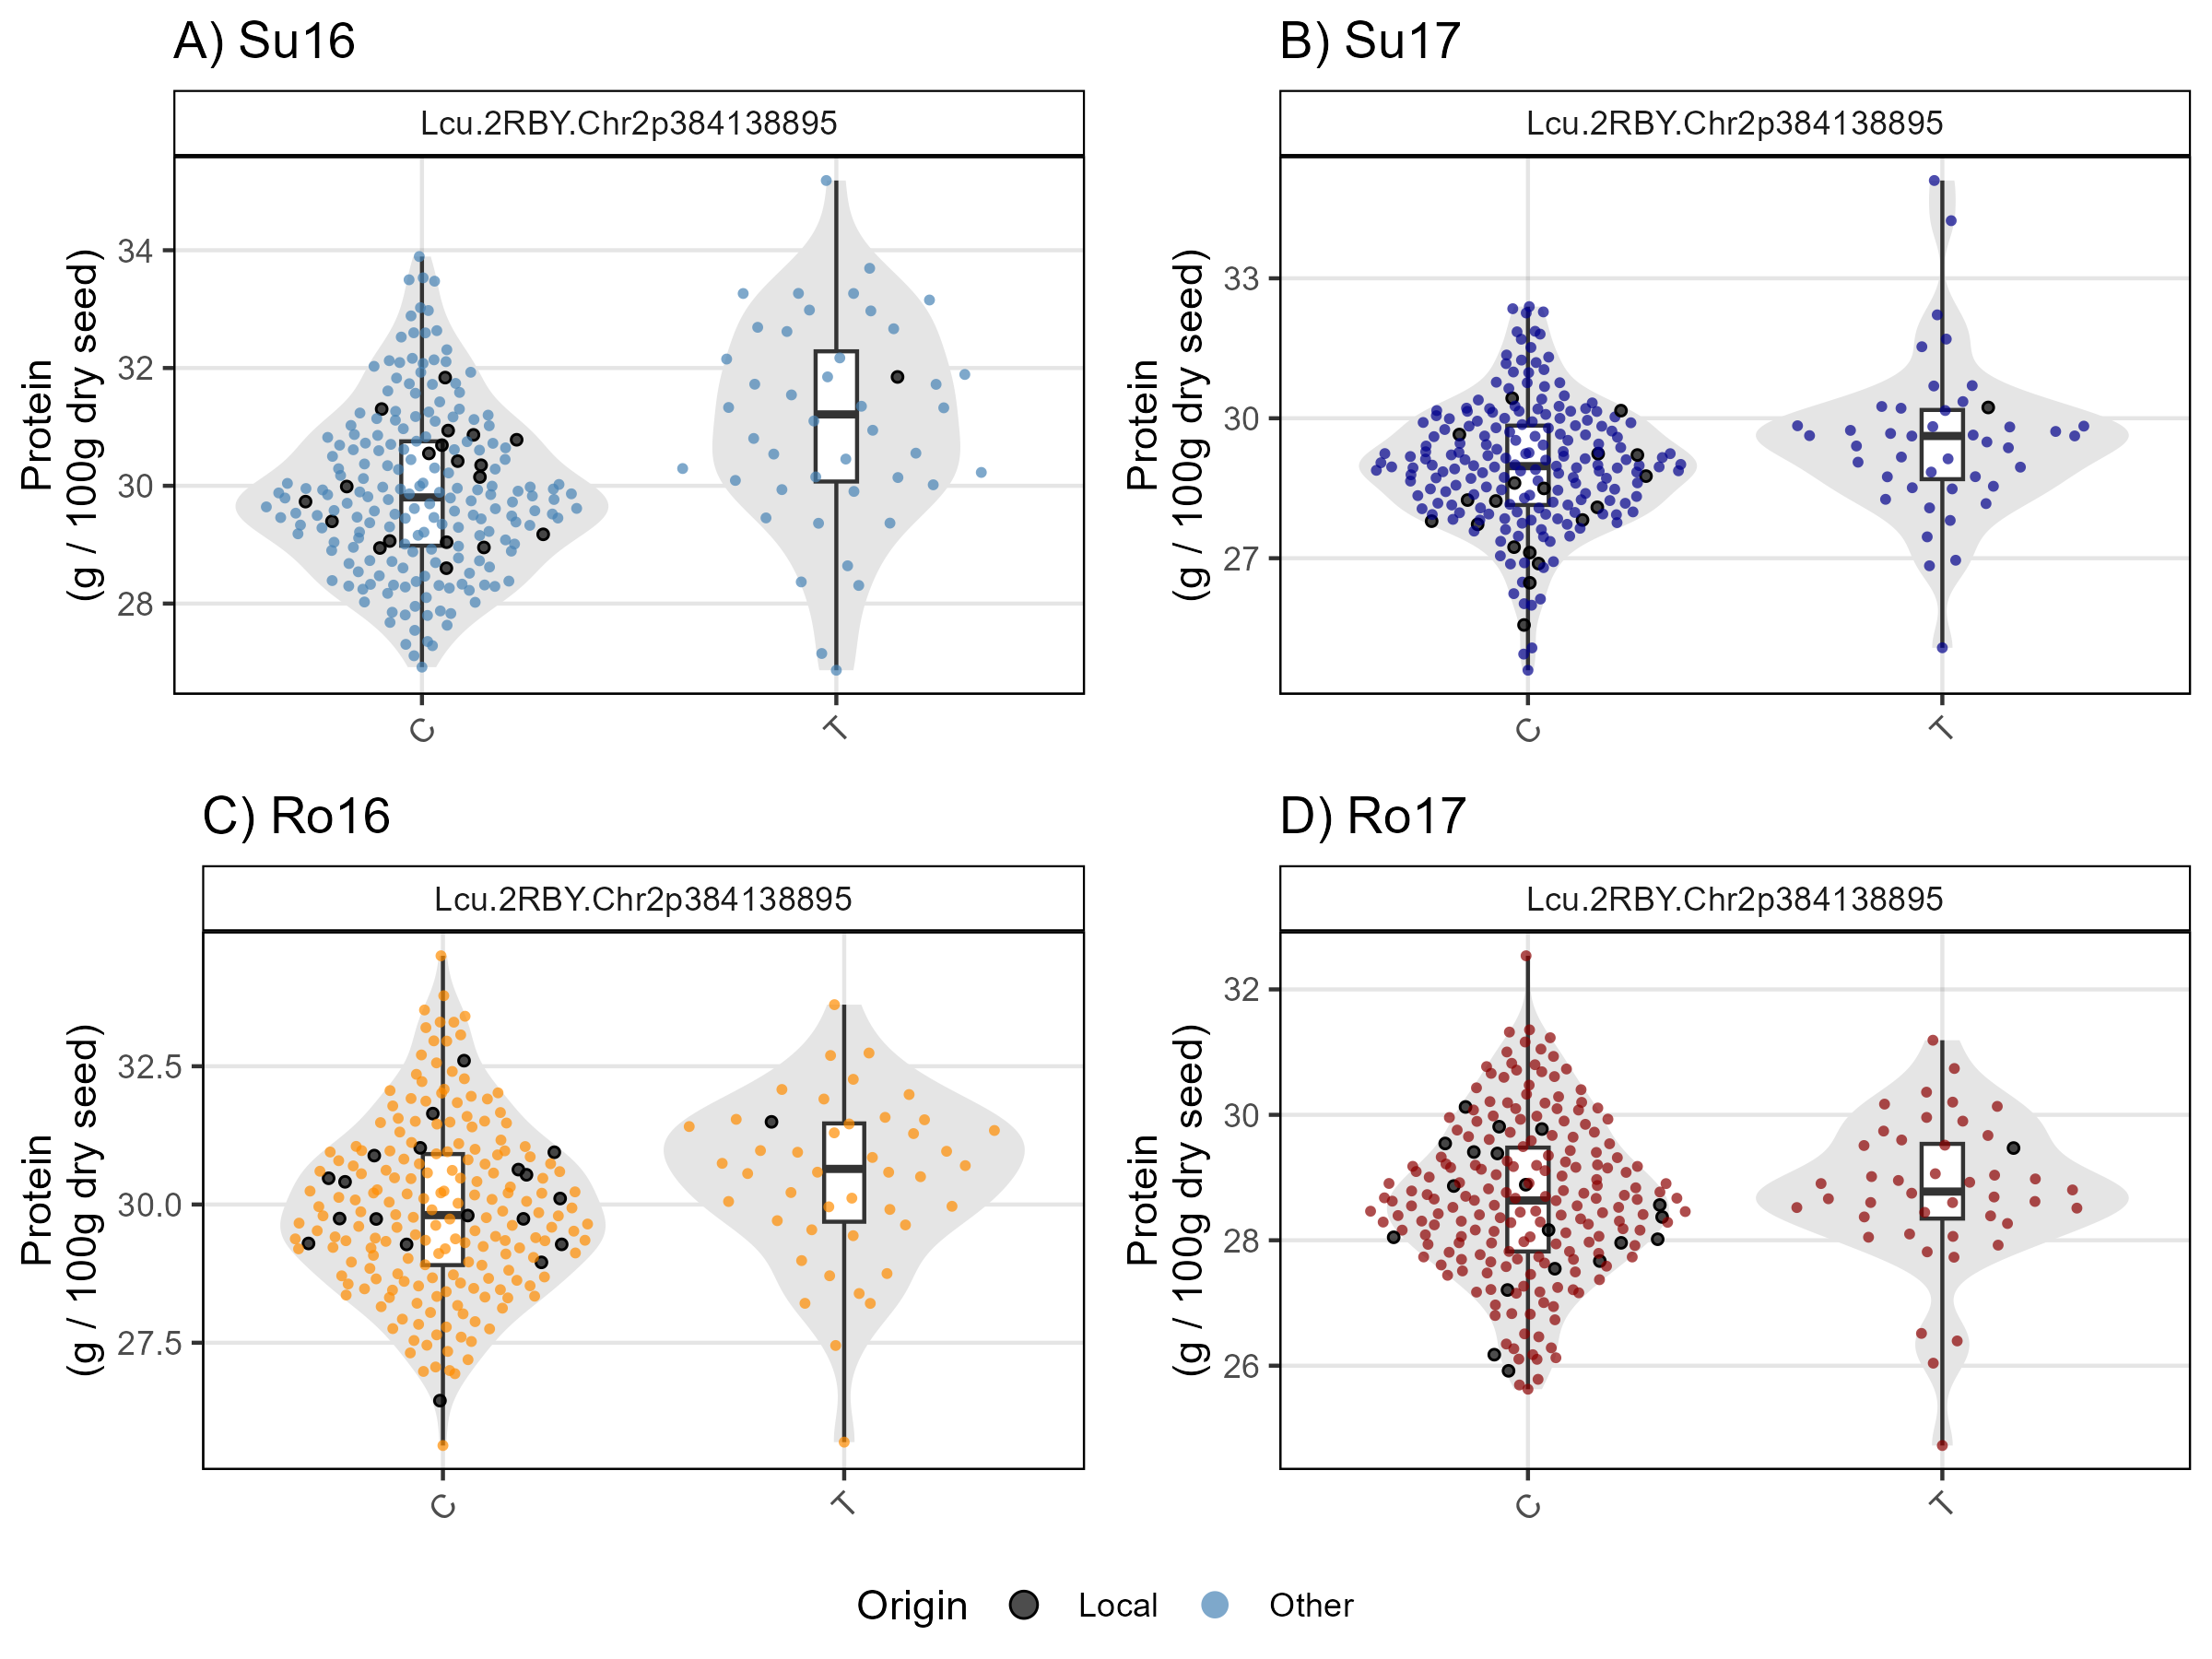 A) Su16
Lcu.2RBY.Chr2p384138895
Protein
(g / 100g dry seed)
34
32
30
28
C
T
B) Su17
Lcu.2RBY.Chr2p384138895
Protein
(g / 100g dry seed)
33
30
27
C
T
C) Ro16
Lcu.2RBY.Chr2p384138895
Protein
(g / 100g dry seed)
32.5
30.0
27.5
C
T
D) Ro17
Lcu.2RBY.Chr2p384138895
Protein
(g / 100g dry seed)
32
30
28
26
C
T
Origin Local Other